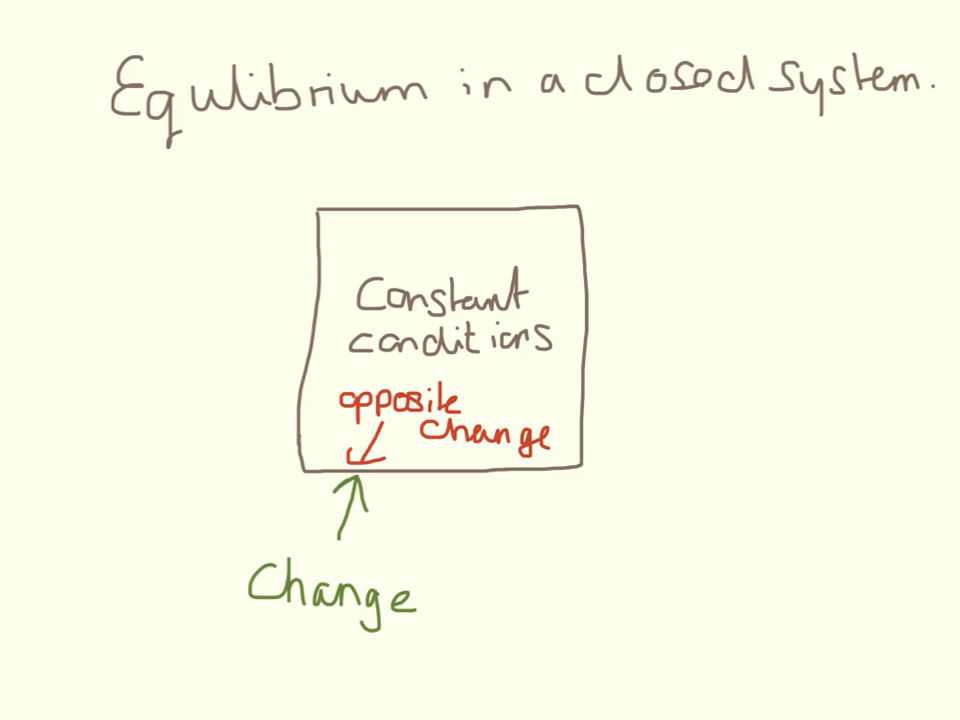 Equlibrium in a closed system.
Constant
conditions
opposite
change
Change